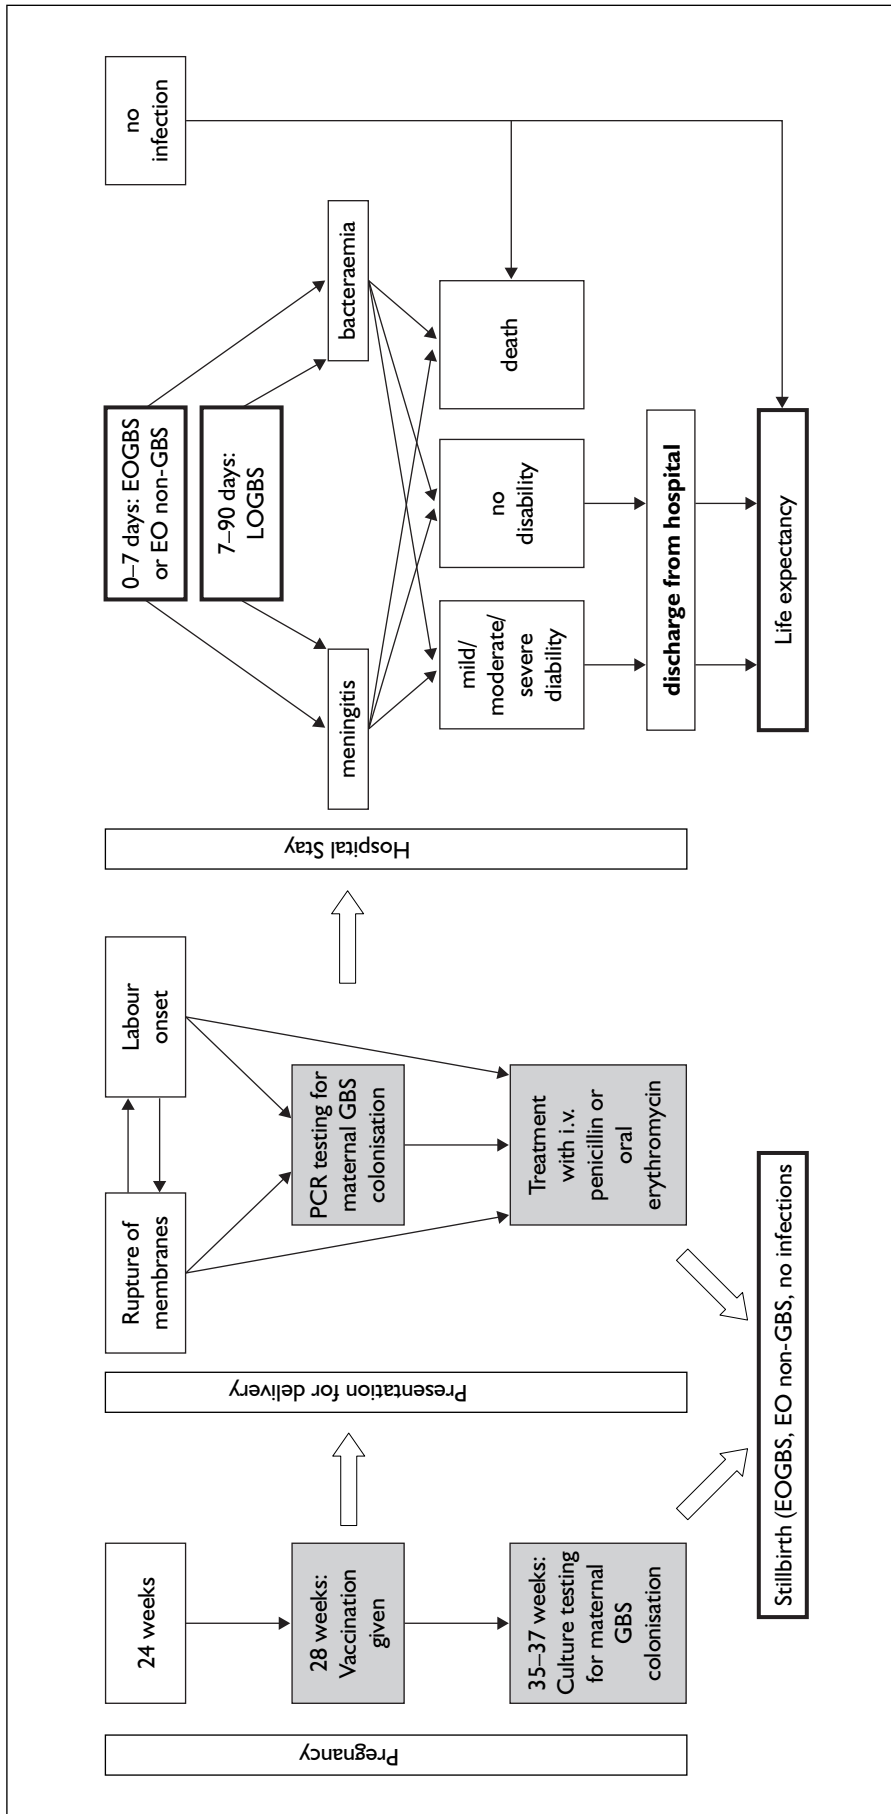 Pregnancy
24 weeks
28 weeks:
Vaccination
given
35–37 weeks:
Culture testing
for maternal
GBS
colonisation
Presentation for delivery
Rupture of
membranes
Labour
onset
PCR testing for
maternal GBS
colonisation
Treatment
with i.v.
penicillin or
oral
erythromycin
Stillbirth (EOGBS, EO non-GBS, no infections
Hospital Stay
0–7 days: EOGBS
or EO non-GBS
7–90 days:
LOGBS
no
infection
meningitis
bacteraemia
mild/
moderate/
severe
diability
no
disability
death
discharge from hospital
Life expectancy